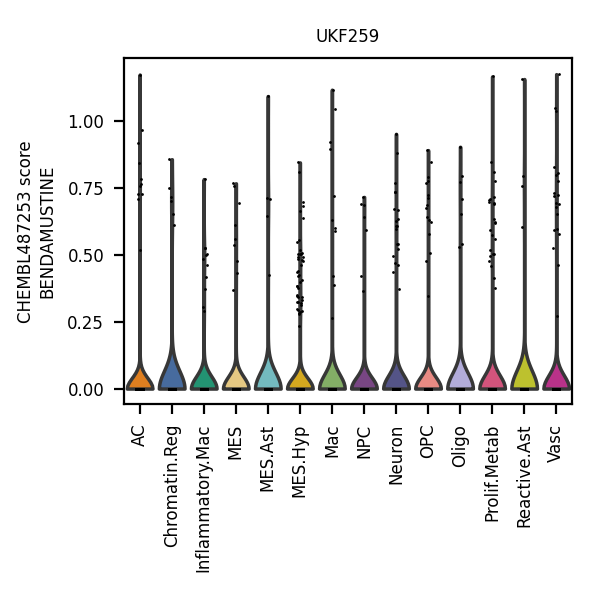 UKF259
CHEMBL487253 score
BENDAMUSTINE
1.00
0.75
0.50
0.25
0.00
AC
Chromatin.Reg
Inflammatory.Mac
MES
MES.Ast
MES.Hyp
Mac
NPC
Neuron
OPC
Oligo
Prolif.Metab
Reactive.Ast
Vasc